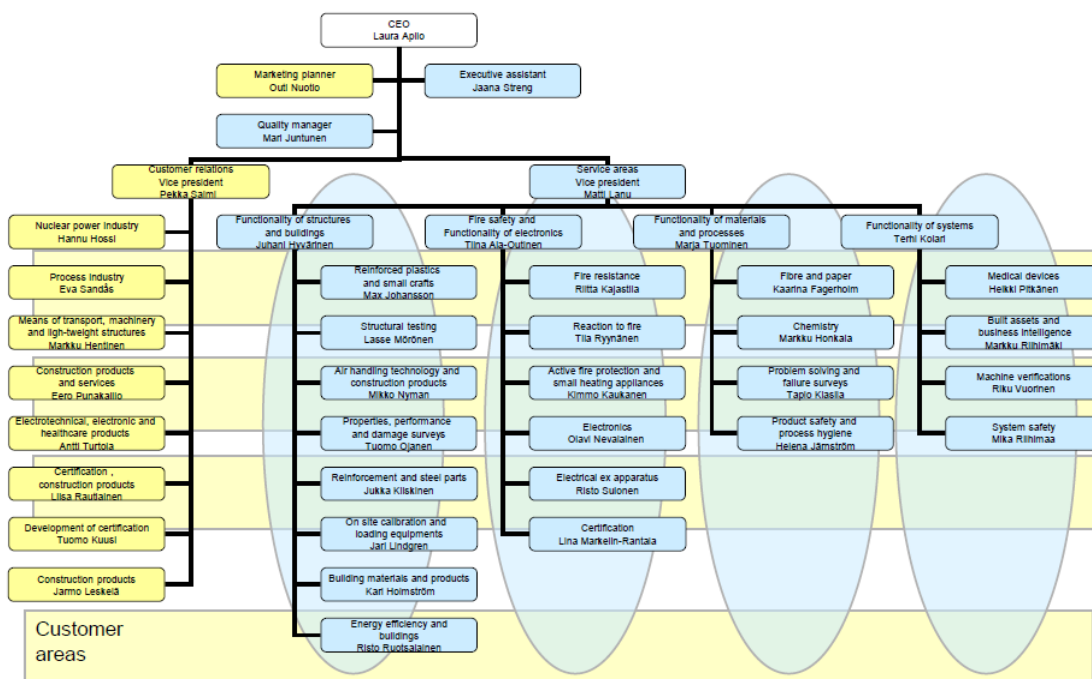 CEO
Laura Apilo
Marketing planner
Outi Nuotio
Executive assistant
Jaana Streng
Quality manager
Mari Juntunen
Customer relations
Vice president
Pekka Salmi
Service areas
Vice president
Matti Lanu
Nuclear power industry
Hannu Hossi
Process industry
Eva Sandås
Means of transport, machinery
and ligh-tweight structures
Markku Hentinen
Construction products
and services
Eero Punakallio
Electrotechnical, electronic and
healthcare products
Antti Turtola
Certification ,
construction products
Liisa Rautiainen
Development of certification
Tuomo Kuusi
Construction products
Jarmo Leskelä
Functionality of structures
and buildings
Juhani Hyvärinen
Reinforced plastics
and small crafts
Max Johansson
Structural testing
Lasse Mörönen
Air handling technology and
construction products
Mikko Nyman
Properties, performance
and damage surveys
Tuomo Ojanen
Reinforcement and steel parts
Jukka Kiiskinen
On site calibration and
loading equipments
Jari Lindgren
Building materials and products
Kari Holmström
Energy efficiency and
buildings
Risto Ruotsalainen
Fire safety and
Functionality of electronics
Tiina Ala-Outinen
Fire resistance
Riitta Kajastila
Reaction to fire
Tiia Ryynänen
Active fire protection and
small heating appliances
Kimmo Kaukanen
Electronics
Olavi Nevalainen
Electrical ex apparatus
Risto Sulonen
Certification
Lina Markelin-Rantala
Functionality of materials
and processes
Marja Tuominen
Fibre and paper
Kaarina Fagerholm
Chemistry
Markku Honkala
Problem solving and
failure surveys
Tapio Klasila
Product safety and
process hygiene
Helena Jämström
Functionality of systems
Terhi Kolari
Medical devices
Heikki Pitkänen
Built assets and
business intelligence
Markku Riihimäki
Machine verifications
Riku Vuorinen
System safety
Mika Riihimaa
Customer
areas